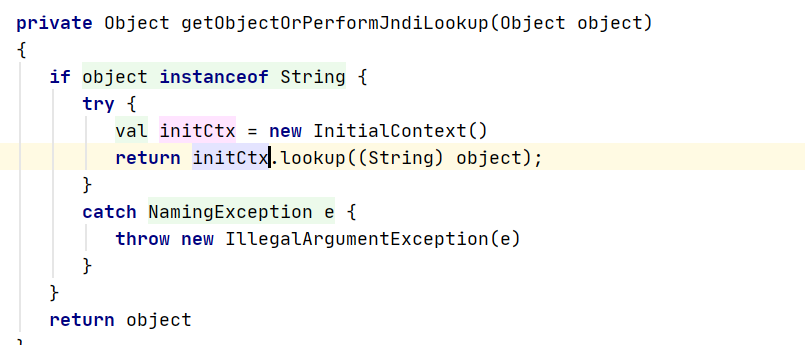 private Object getObjectOrPerformJndiLookup(Object object)
{
if object instanceof String {
try {
val initCtx = new InitialContext()
return initCtx.lookup((String) object);
}
catch NamingException e {
throw new IllegalArgumentException(e)
}
}
return object
}